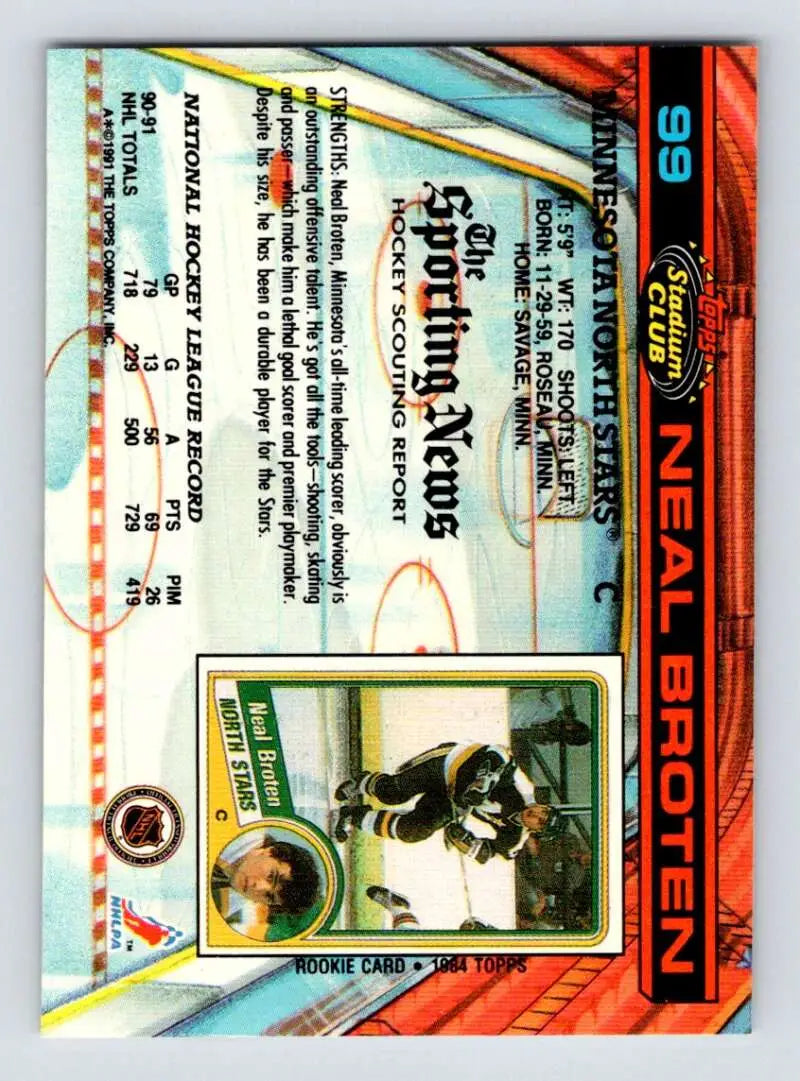 99
TOPPS
Stadium
CLUB
NEAL BROTEN
MINNESOTA NORTH STARS® C
HT: 5'9" WT: 170 SHOOTS: LEFT
BORN: 11-29-59, ROSEAU, MINN.
HOME: SAVAGE, MINN.
The
Sporting News
HOCKEY SCOUTING REPORT
STRENGTHS: Neal Broten, Minnesota's all-time leading scorer, obviously is
an outstanding offensive talent. He's got all the tools—shooting, skating
and passer—which make him a lethal goal scorer and premier playmaker.
Despite his size, he has been a durable player for the Stars.
NATIONAL HOCKEY LEAGUE RECORD
GP G A PTS PIM
90-91 79 13 56 69 26
NHL TOTALS 718 229 500 729 419
A*©1991 THE TOPPS COMPANY, INC.
Neal Broten
NORTH STARS
C
ROOKIE CARD • 1984 TOPPS
NHL
NHLPA
TM